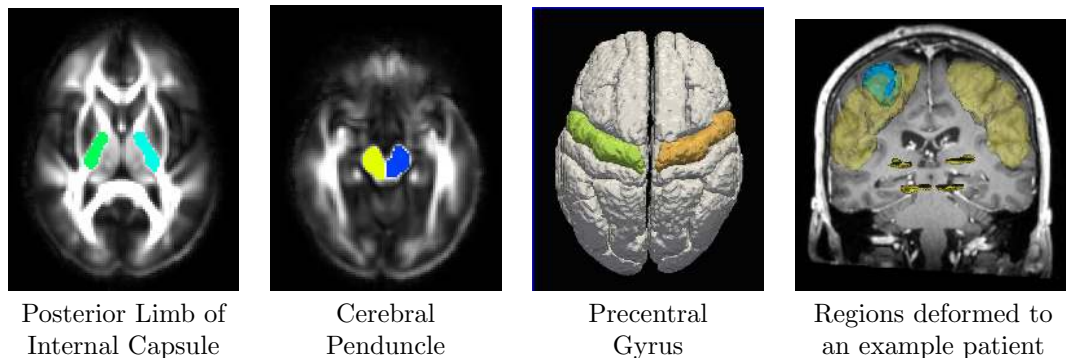 Posterior Limb of
Internal Capsule
Cerebral
Penduncle
Precentral
Gyrus
Regions deformed to
an example patient